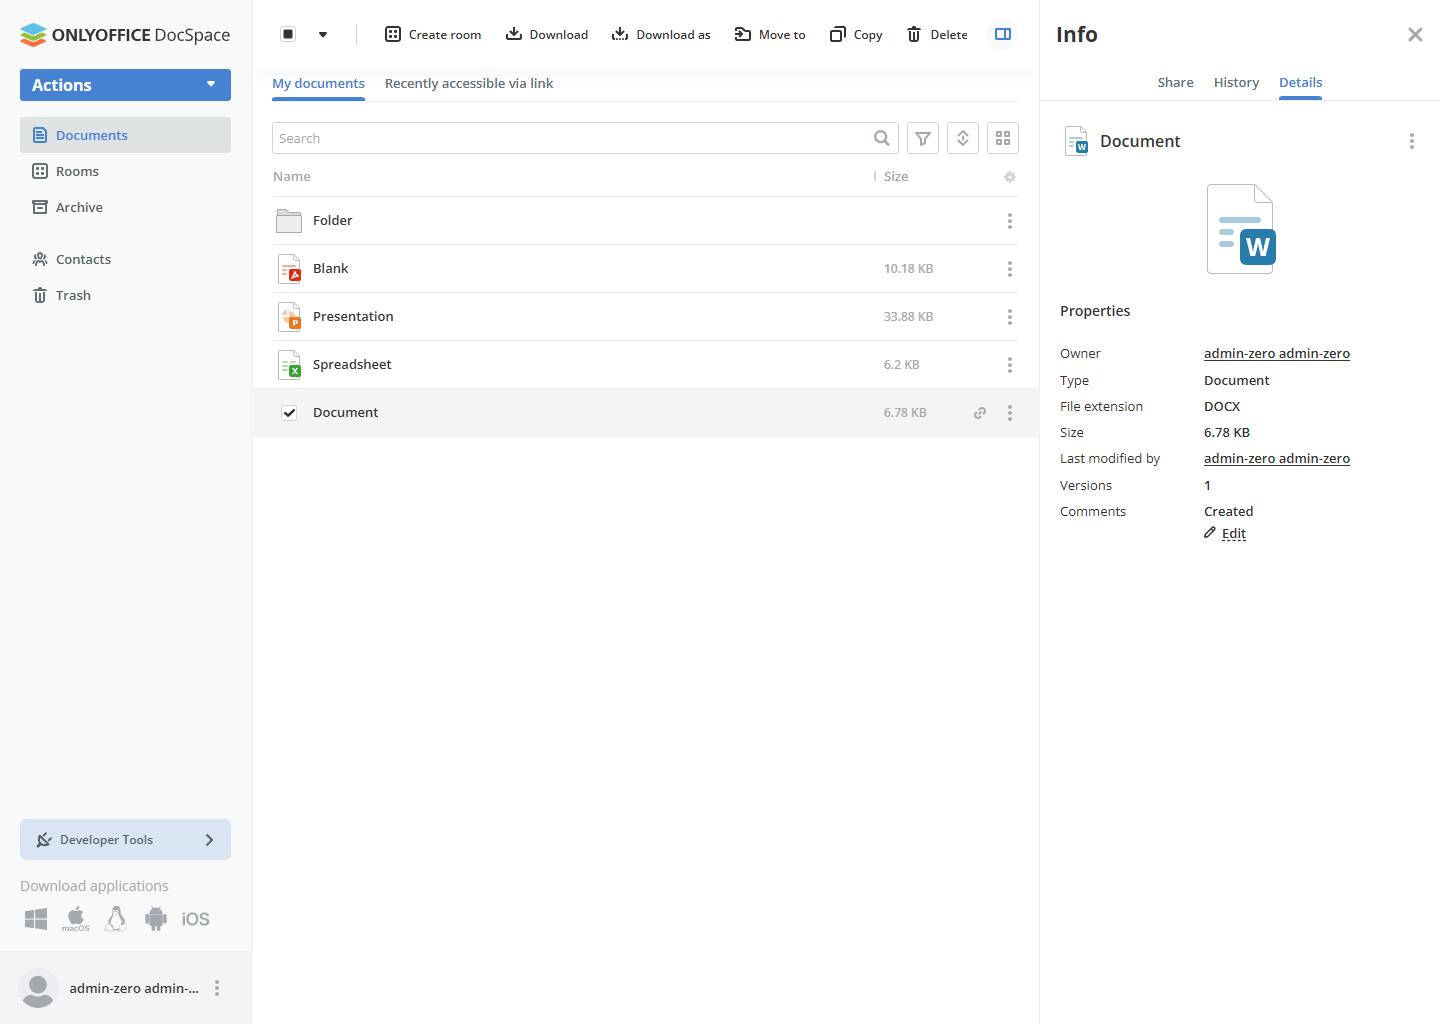 ONLYOFFICE DocSpace
Actions
Documents
Rooms
Archive
Contacts
Trash
Developer Tools
Download applications
macOS
iOS
admin-zero admin-...
Create room
Download
Download as
Move to
Copy
Delete
My documents
Recently accessible via link
Search
Name
Size
Folder
Blank
10.18 KB
P
Presentation
33.88 KB
X
Spreadsheet
6.2 KB
Document
6.78 KB
Info
Share
History
Details
W
Document
W
Properties
Owner
admin-zero admin-zero
Type
Document
File extension
DOCX
Size
6.78 KB
Last modified by
admin-zero admin-zero
Versions
1
Comments
Created
Edit